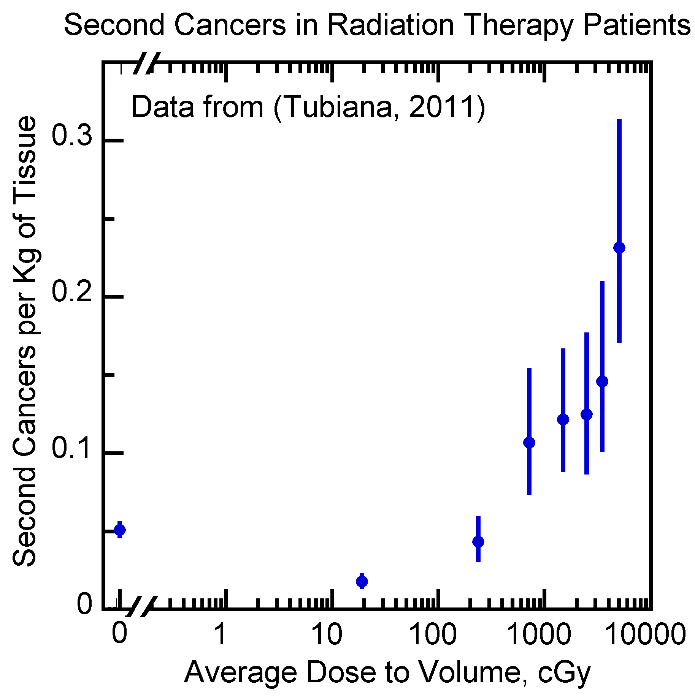 Second Cancers in Radiation Therapy Patients
Data from (Tubiana, 2011)
Second Cancers per Kg of Tissue
0.3
0.2
0.1
0
0 1 10 100 1000 10000
Average Dose to Volume, cGy